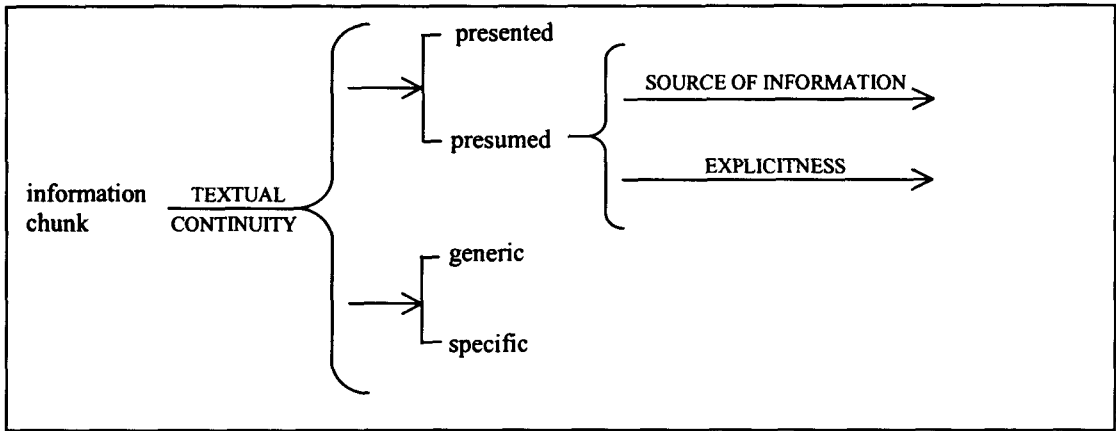 presented
SOURCE OF INFORMATION
presumed
EXPLICITNESS
information
chunk
TEXTUAL
CONTINUITY
generic
specific